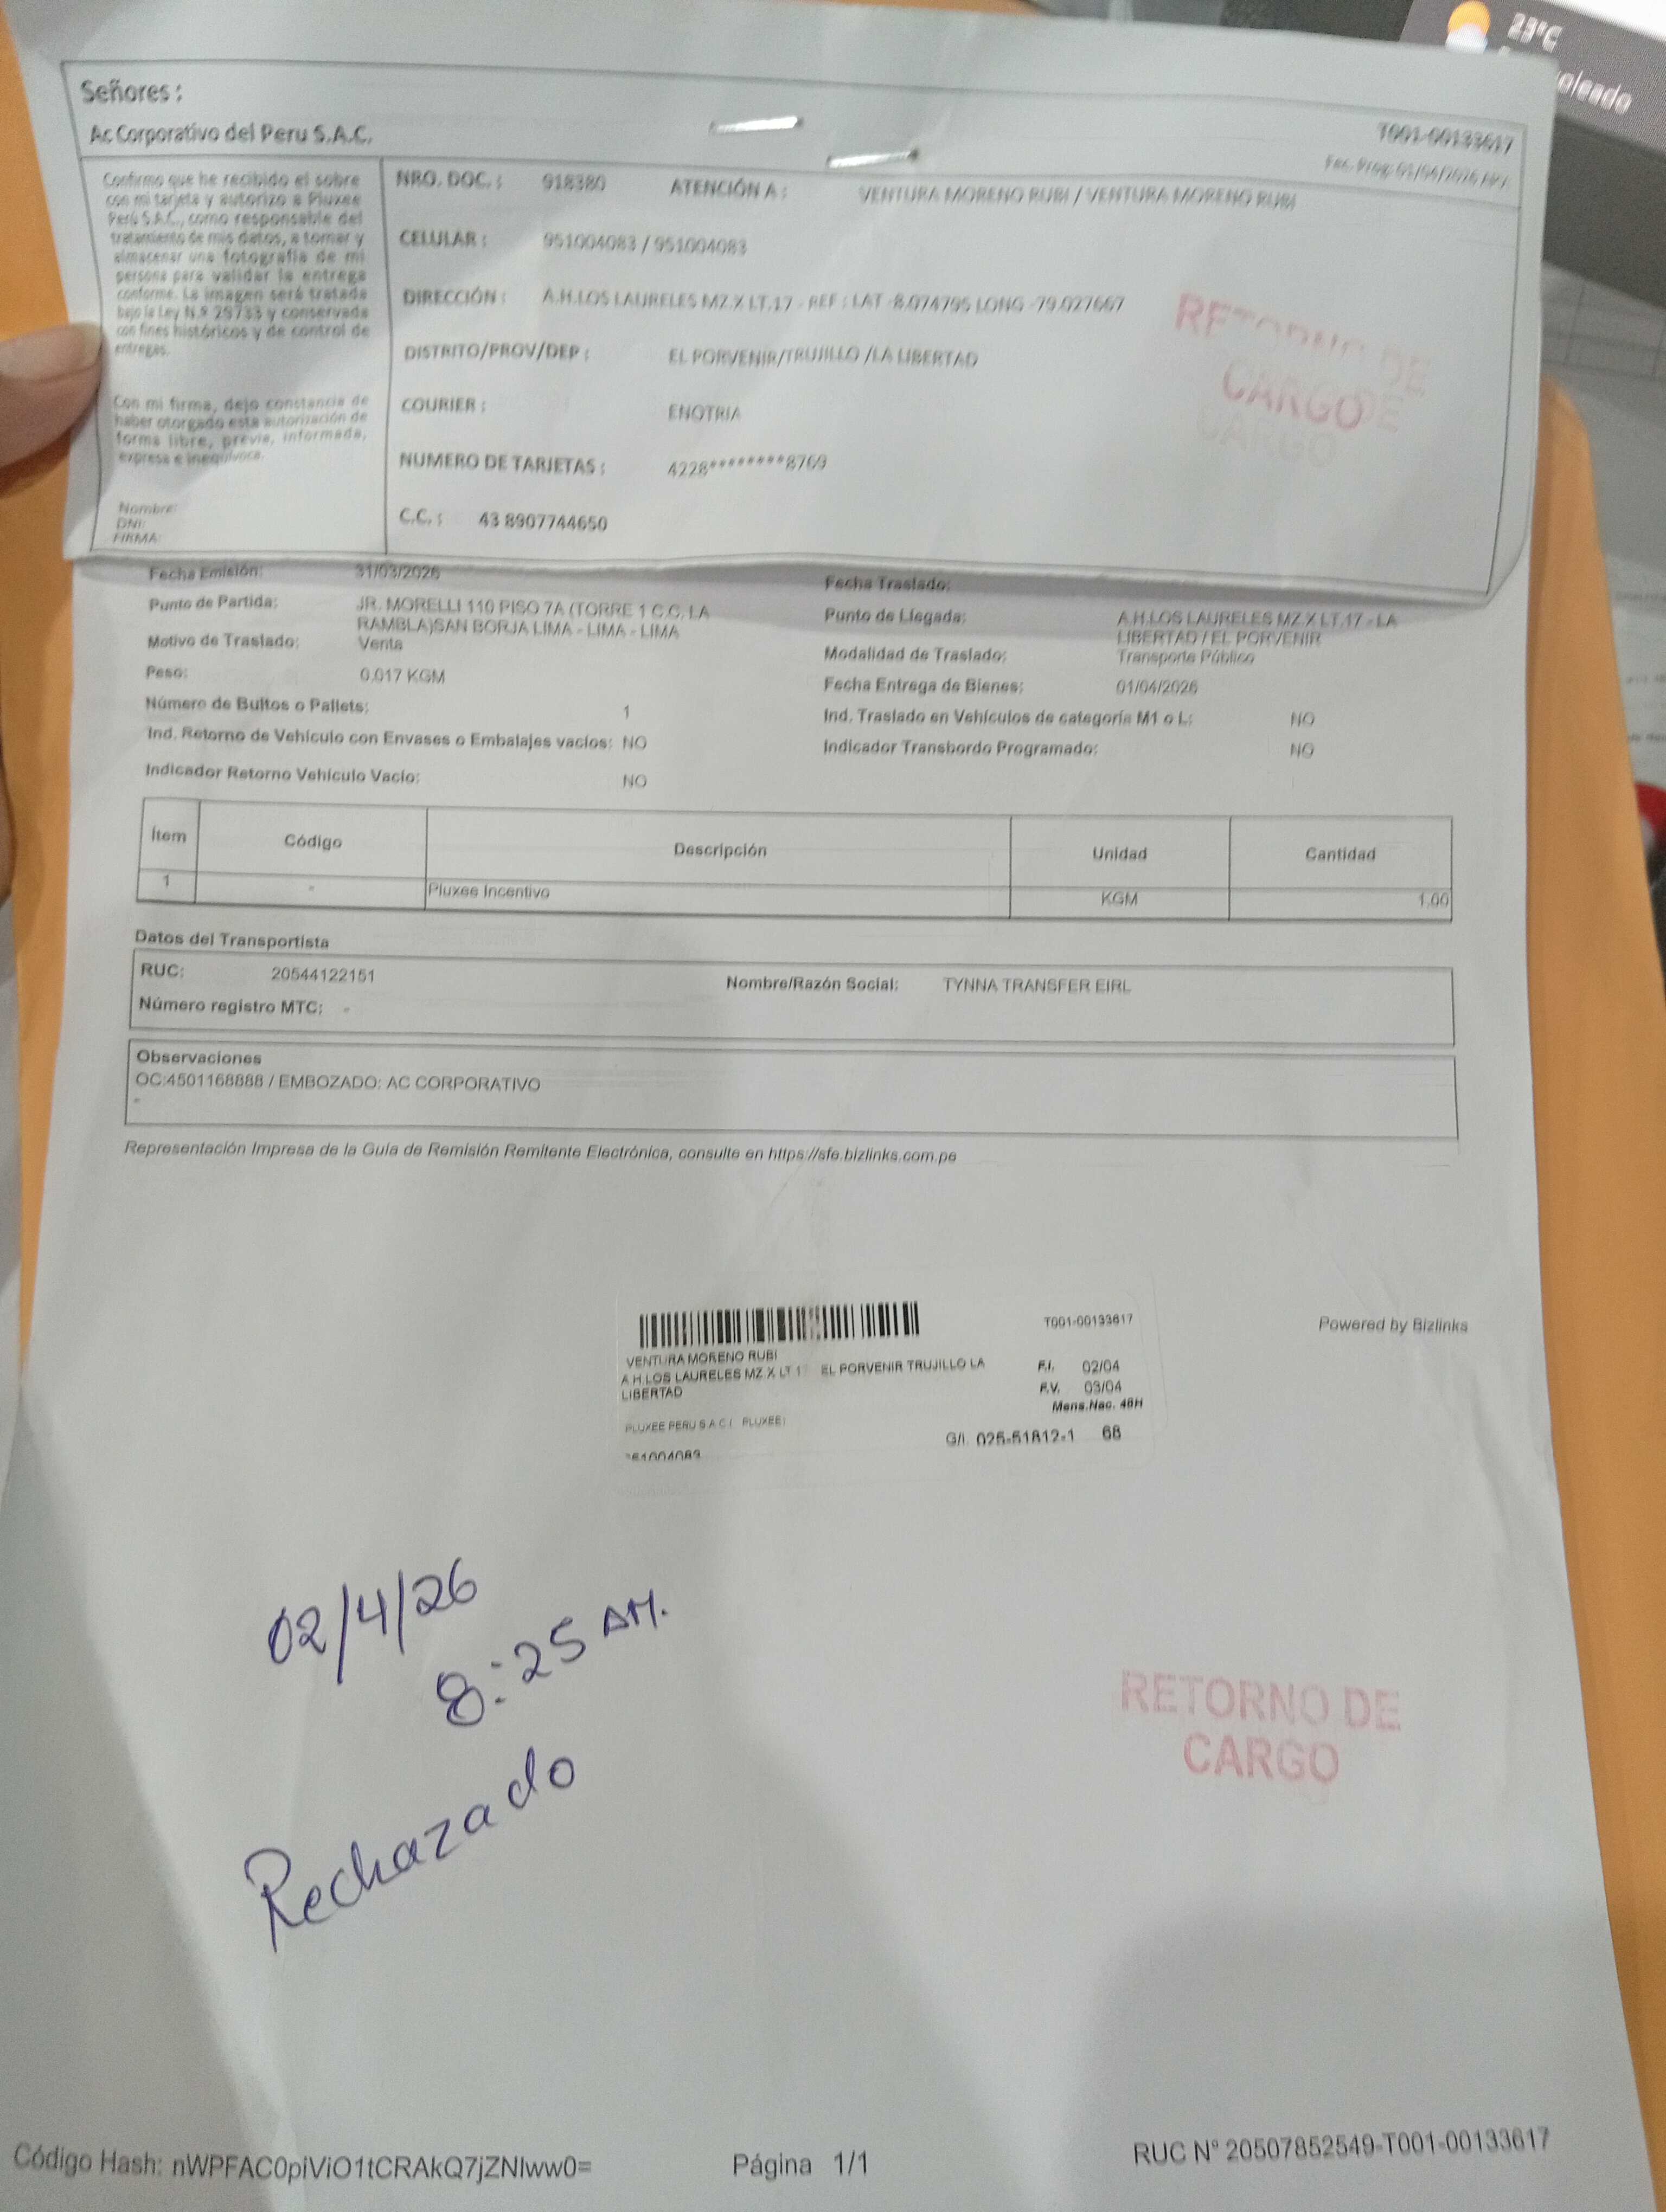 23°C
Señores :
Ac Corporativo del Peru S.A.C.
T001-00133617
Confirmo que he recibido el sobre
con mi tarjeta y autorizo a Pluxee
Perú S.A.C., como responsable del
tratamiento de mis datos, a tomar y
almacenar una fotografía de mi
persona para validar la entrega
conforme. La imagen será tratada
bajo la Ley N.º 29733 y conservada
con fines históricos y de control de
entregas.
Con mi firma, dejo constancia de
haber otorgado esta autorización de
forma libre, previa, informada,
expresa e inequívoca.
Nombre:
DNI:
FIRMA:
NRO. DOC. : 918380 ATENCIÓN A : VENTURA MORENO RUBI / VENTURA MORENO RUBI
CELULAR : 951004083 / 951004083
DIRECCIÓN : A.H.LOS LAURELES MZ.X LT.17 - REF : LAT -8.074795 LONG -79.027667
DISTRITO/PROV/DEP : EL PORVENIR/TRUJILLO /LA LIBERTAD
COURIER : ENOTRIA
NUMERO DE TARJETAS : 4228********8769
C.C. : 43 8907744650
RETORNO DE
CARGO
Fecha Emisión: 31/03/2026 Fecha Traslado:
Punto de Partida: JR. MORELLI 110 PISO 7A (TORRE 1 C.C. LA
RAMBLA)SAN BORJA LIMA - LIMA - LIMA
Punto de Llegada: A.H.LOS LAURELES MZ.X LT.17 - LA
LIBERTAD / EL PORVENIR
Motivo de Traslado: Venta Modalidad de Traslado: Transporte Público
Peso: 0.017 KGM Fecha Entrega de Bienes: 01/04/2026
Número de Bultos o Pallets: 1 Ind. Traslado en Vehículos de categoría M1 o L: NO
Ind. Retorno de Vehículo con Envases o Embalajes vacíos: NO Indicador Transbordo Programado: NO
Indicador Retorno Vehículo Vacío: NO
Ítem Código Descripción Unidad Cantidad
1 - Pluxee Incentivo KGM 1.00
Datos del Transportista
RUC: 20544122151 Nombre/Razón Social: TYNNA TRANSFER EIRL
Número registro MTC: -
Observaciones
OC:4501168888 / EMBOZADO: AC CORPORATIVO
-
Representación Impresa de la Guía de Remisión Remitente Electrónica, consulte en https://sfe.bizlinks.com.pe
T001-00133617
Powered by Bizlinks
VENTURA MORENO RUBI
A.H.LOS LAURELES MZ.X LT.1 EL PORVENIR TRUJILLO LA
LIBERTAD
F.I. 02/04
F.V. 03/04
Mens.Nac. 48H
PLUXEE PERU S A C ( PLUXEE)
G/I. 025-51812-1 68
51004083
02/4/26
8:25 AM.
Rechazado
RETORNO DE
CARGO
Código Hash: nWPFAC0piViO1tCRAkQ7jZNlww0=
Página 1/1
RUC N° 20507852549-T001-00133617